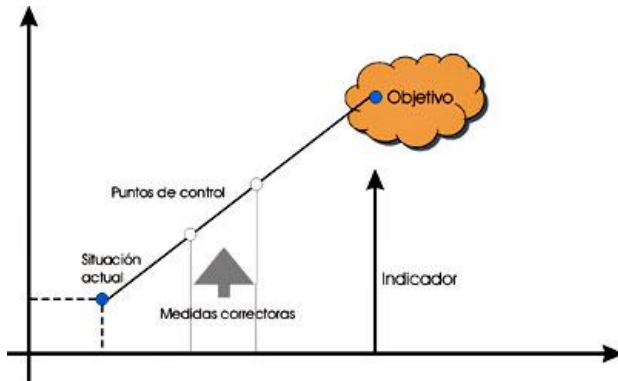 Objetivo
Puntos de control
Situación
actual
Indicador
Medidas correctoras